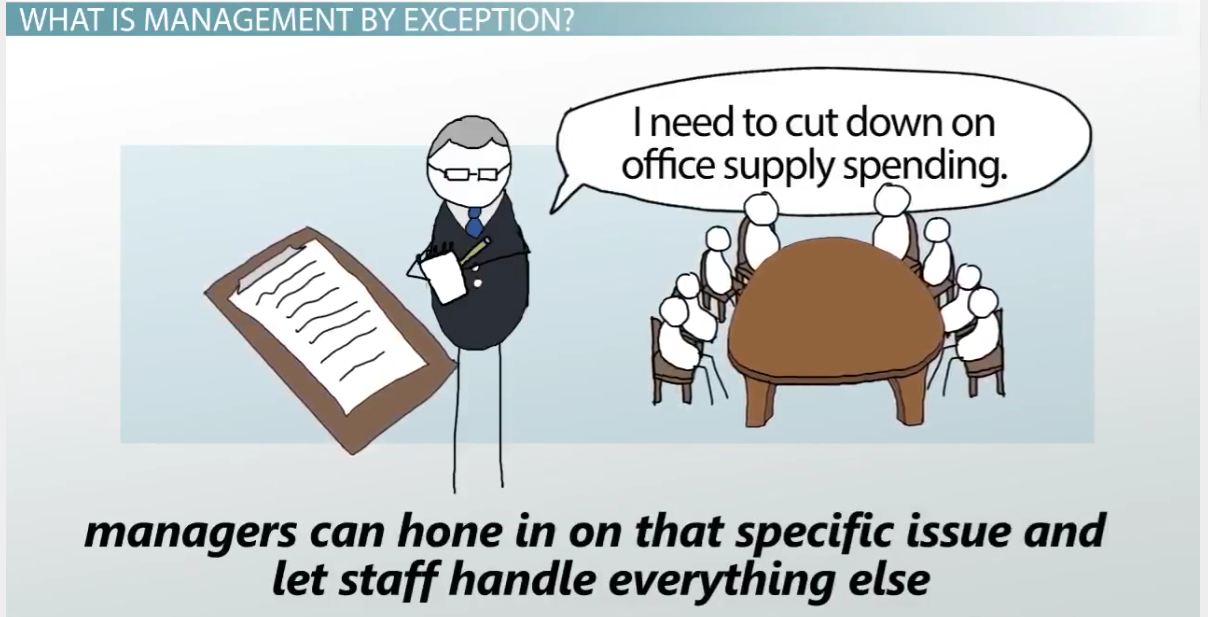 WHAT IS MANAGEMENT BY EXCEPTION?
I need to cut down on
office supply spending.
managers can hone in on that specific issue and
let staff handle everything else